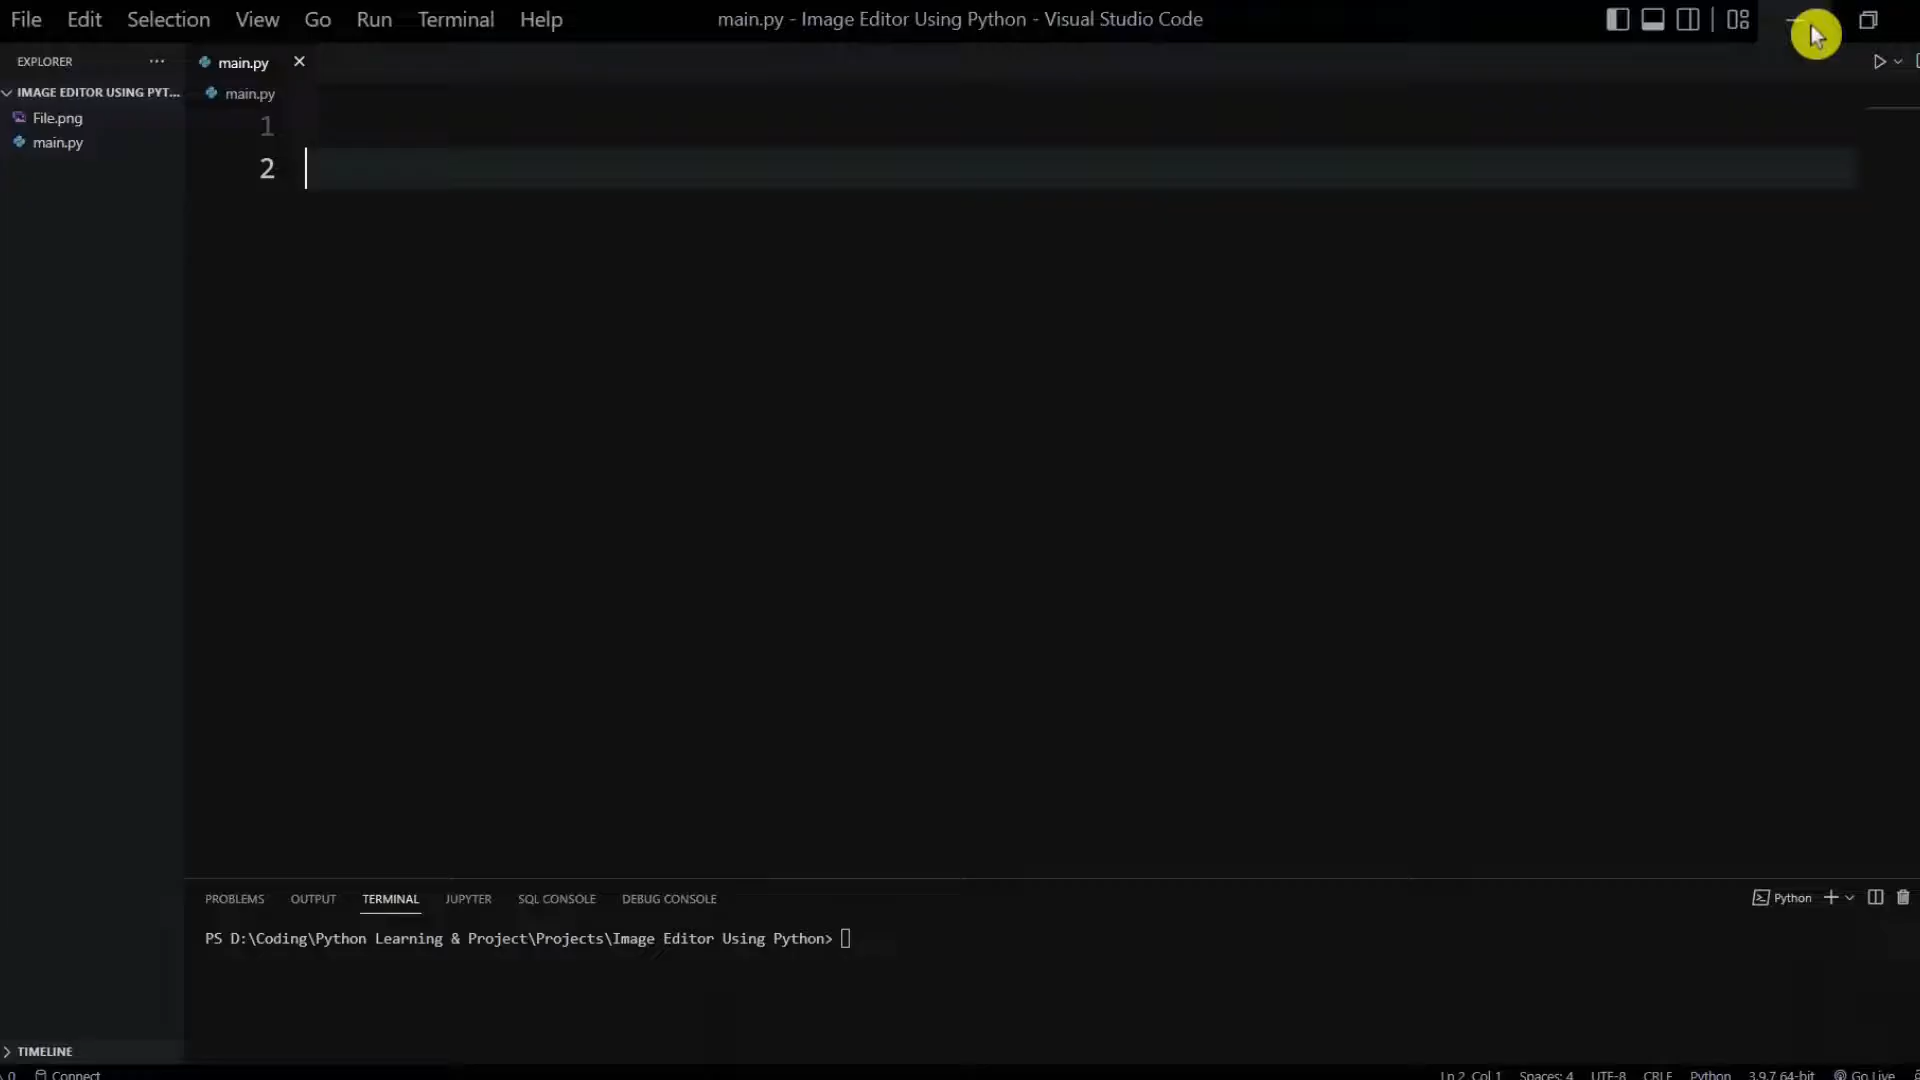 File Edit Selection View Go Run Terminal Help
main.py - Image Editor Using Python - Visual Studio Code
EXPLORER
main.py
IMAGE EDITOR USING PYT...
main.py
File.png
main.py
1
2
PROBLEMS OUTPUT TERMINAL JUPYTER SQL CONSOLE DEBUG CONSOLE
Python
PS D:\Coding\Python Learning & Project\Projects\Image Editor Using Python>
TIMELINE
0 Connect
Ln 2, Col 1 Spaces: 4 UTF-8 CRLF Python 3.9.7 64-bit Go Live